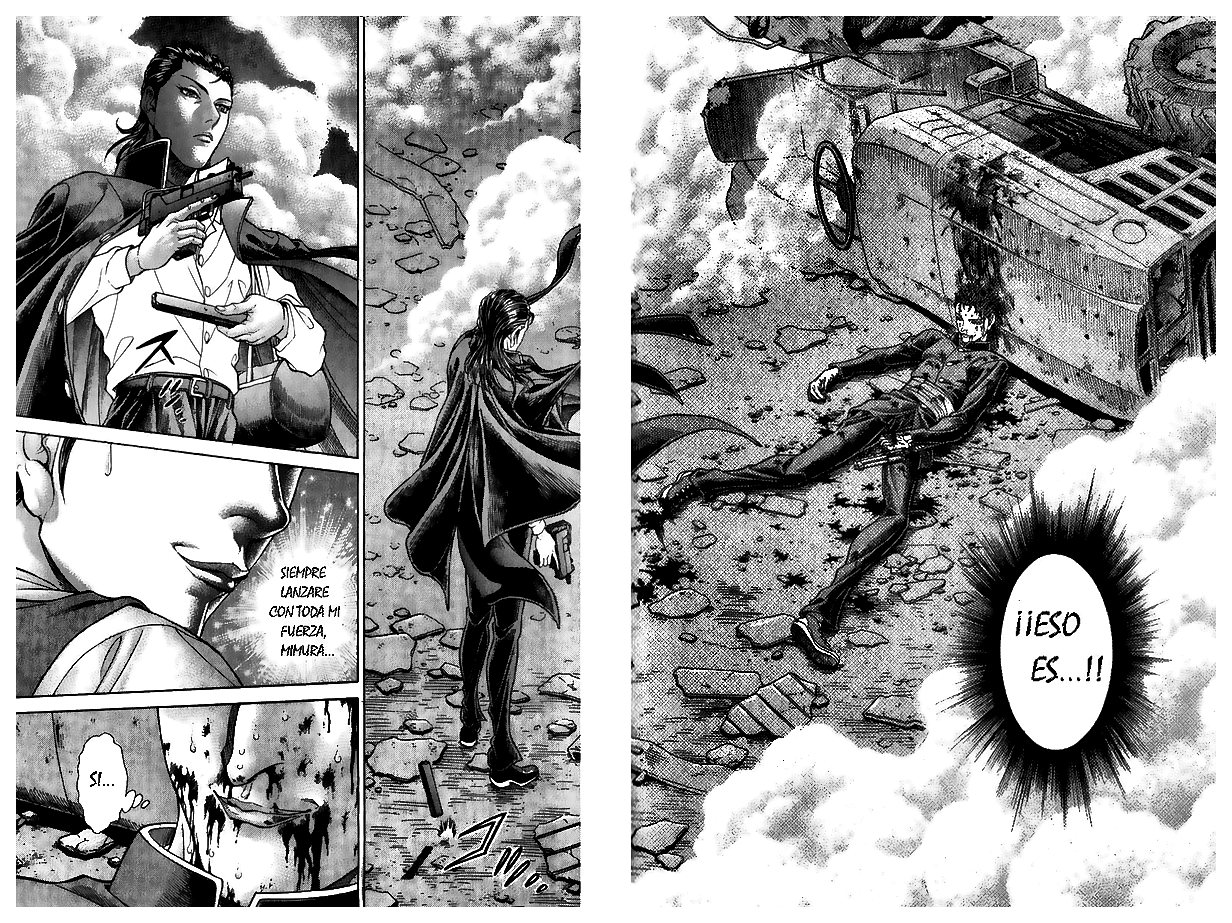 ¡¡ESO
ES...!!
SIEMPRE
LANZARE
CON TODA MI
FUERZA,
MIMURA...
SI...